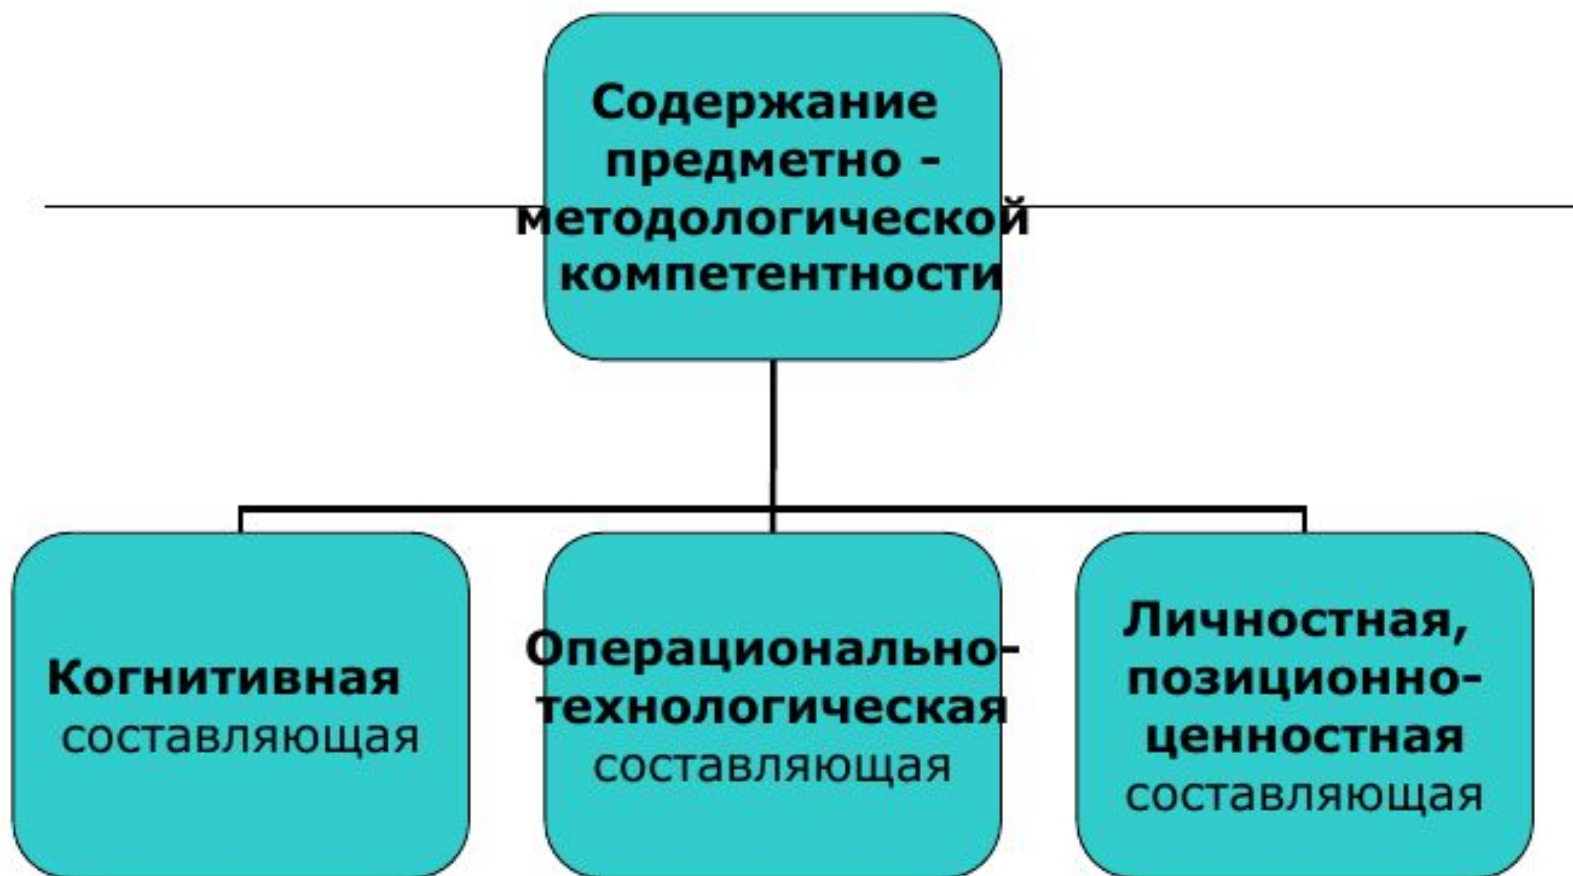 Содержание
предметно -
методологической
компетентности
Когнитивная
составляющая
Операционально-
технологическая
составляющая
Личностная,
позиционно-
ценностная
составляющая